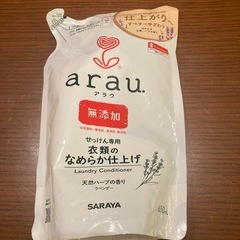 仕上がり
arau.
アラウ
無添加
せっけん専用
衣類の
なめらか仕上げ
Laundry Conditioner
天然ハーブの香り
ラベンダー
SARAYA